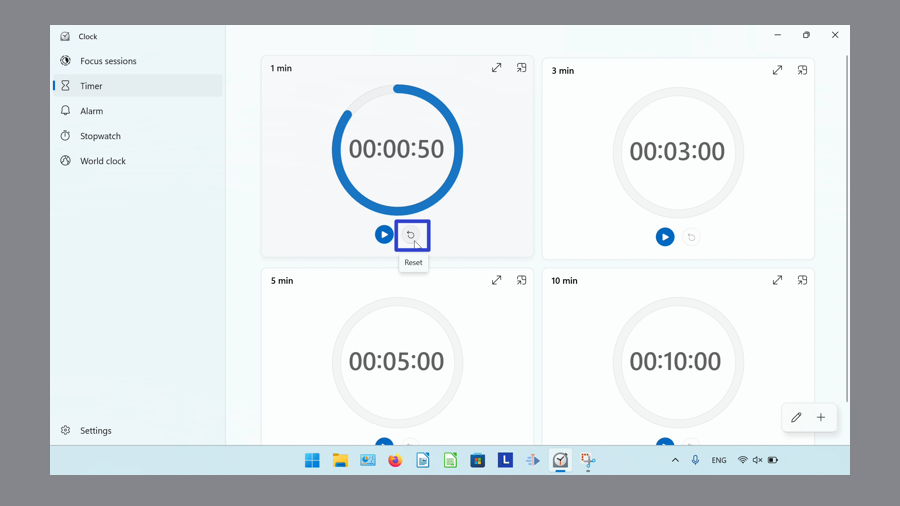 Clock
Focus sessions
Timer
Alarm
Stopwatch
World clock
Settings
1 min
00:00:50
Reset
3 min
00:03:00
5 min
00:05:00
10 min
00:10:00
L
ENG